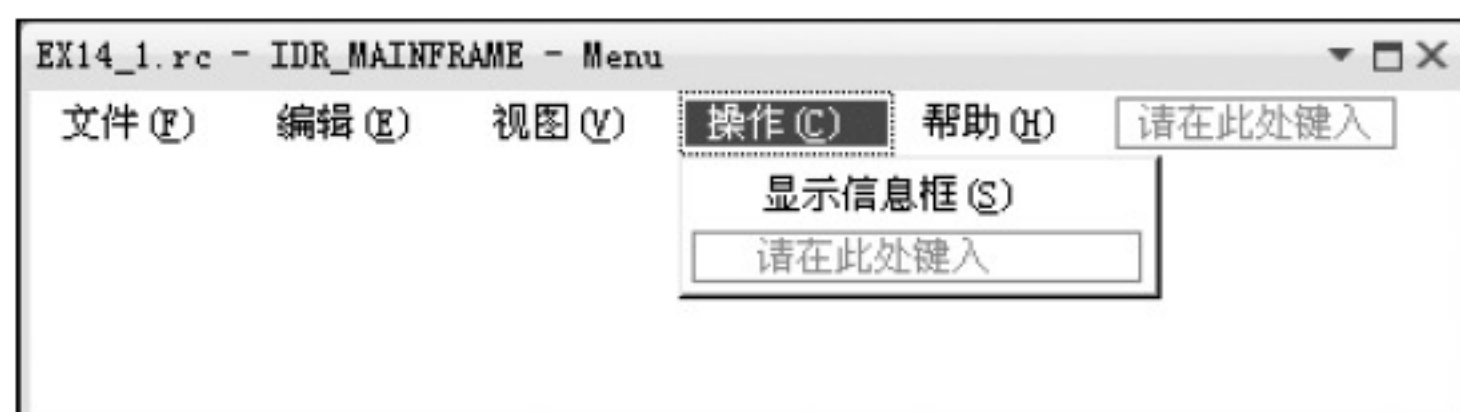 EX14_1.rc - IDR_MAINFRAME - Menu
文件(F) 编辑(E) 视图(V) 操作(C) 帮助(H) 请在此处键入
显示信息框(S)
请在此处键入